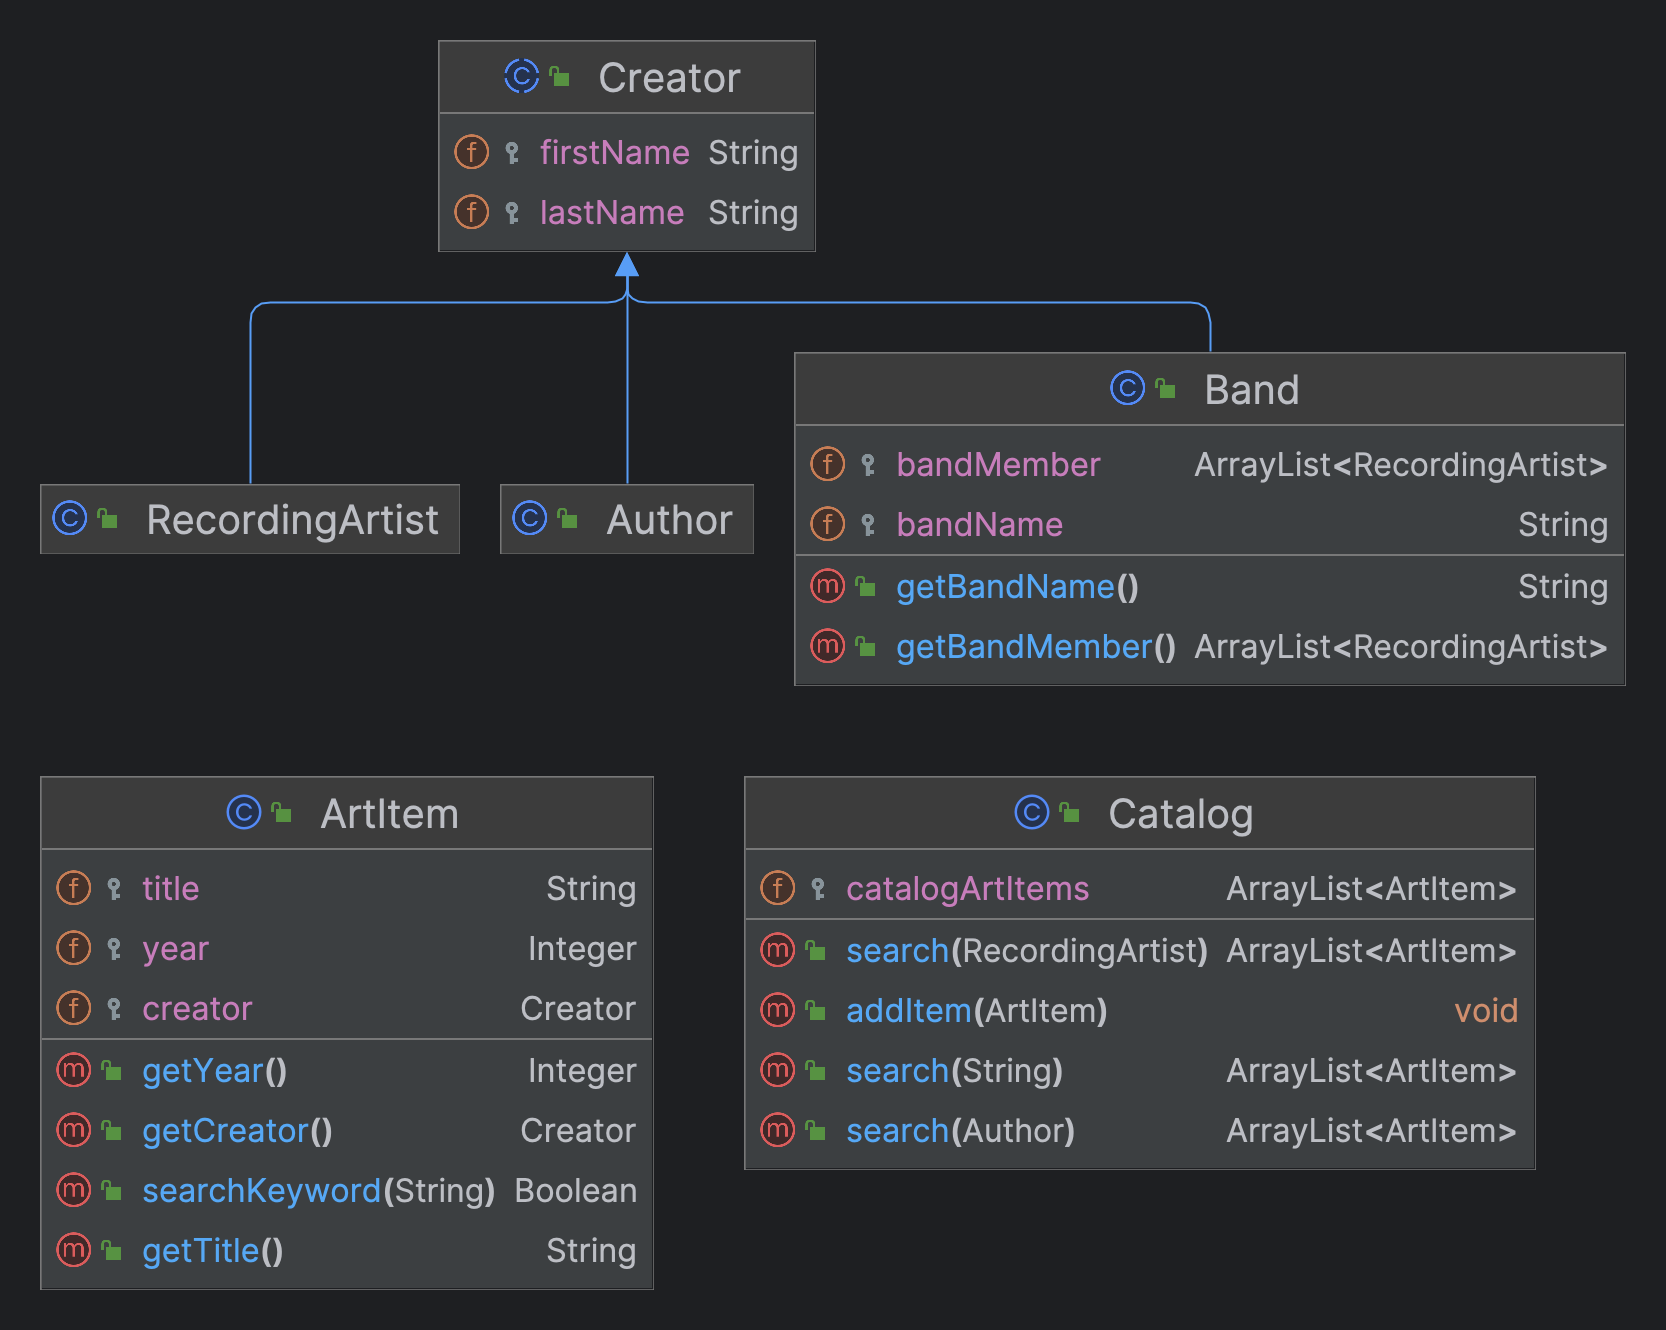 Creator
firstName String
lastName String
RecordingArtist
Author
Band
bandMember ArrayList<RecordingArtist>
bandName String
getBandName() String
getBandMember() ArrayList<RecordingArtist>
ArtItem
title String
year Integer
creator Creator
getYear() Integer
getCreator() Creator
searchKeyword(String) Boolean
getTitle() String
Catalog
catalogArtItems ArrayList<ArtItem>
search(RecordingArtist) ArrayList<ArtItem>
addItem(ArtItem) void
search(String) ArrayList<ArtItem>
search(Author) ArrayList<ArtItem>